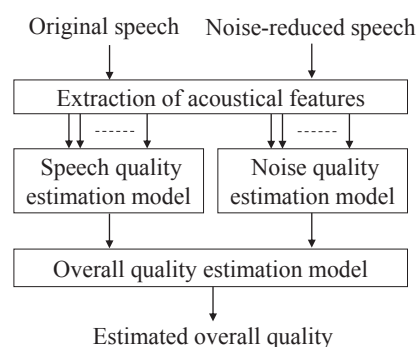 Original speech
Noise-reduced speech
Extraction of acoustical features
Speech quality
estimation model
Noise quality
estimation model
Overall quality estimation model
Estimated overall quality